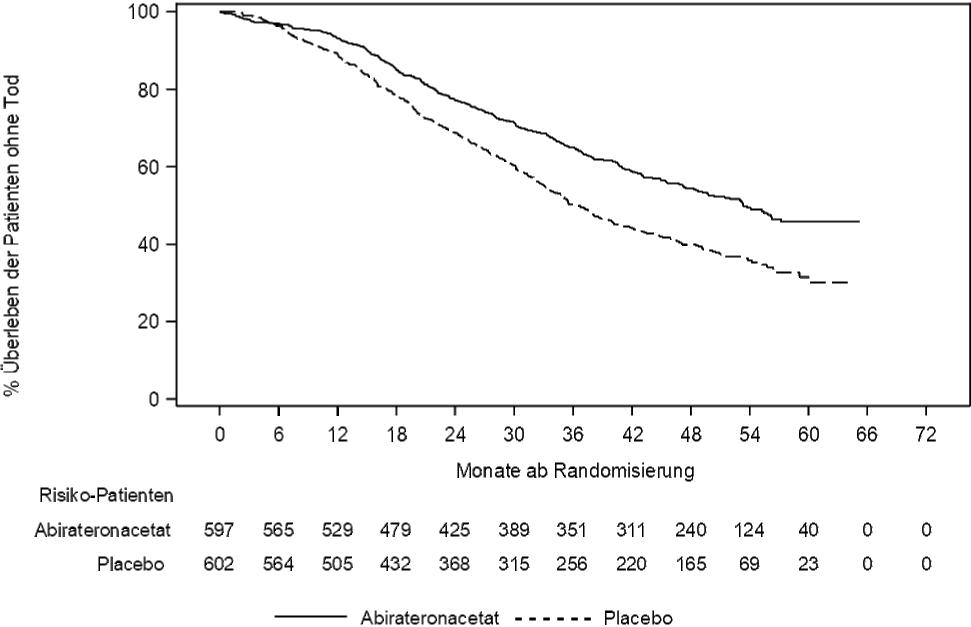 % Überleben der Patienten ohne Tod
100
80
60
40
20
0
0 6 12 18 24 30 36 42 48 54 60 66 72
Monate ab Randomisierung
Risiko-Patienten
Abirateronacetat 597 565 529 479 425 389 351 311 240 124 40 0 0
Placebo 602 564 505 432 368 315 256 220 165 69 23 0 0
Abirateronacetat Placebo